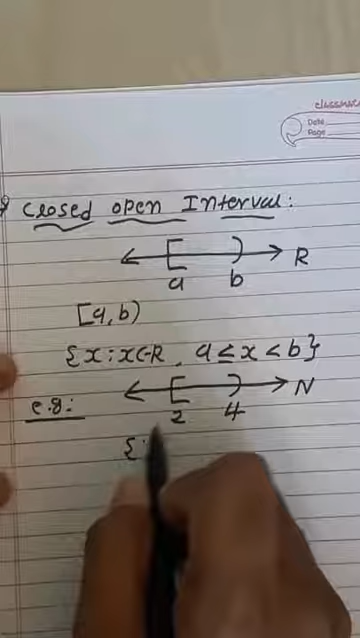 classmate
Date
Page
Closed open Interval:
R
a b
[a,b)
{x:x∈R, a≤x<b}
e.g:
N
2 4
{